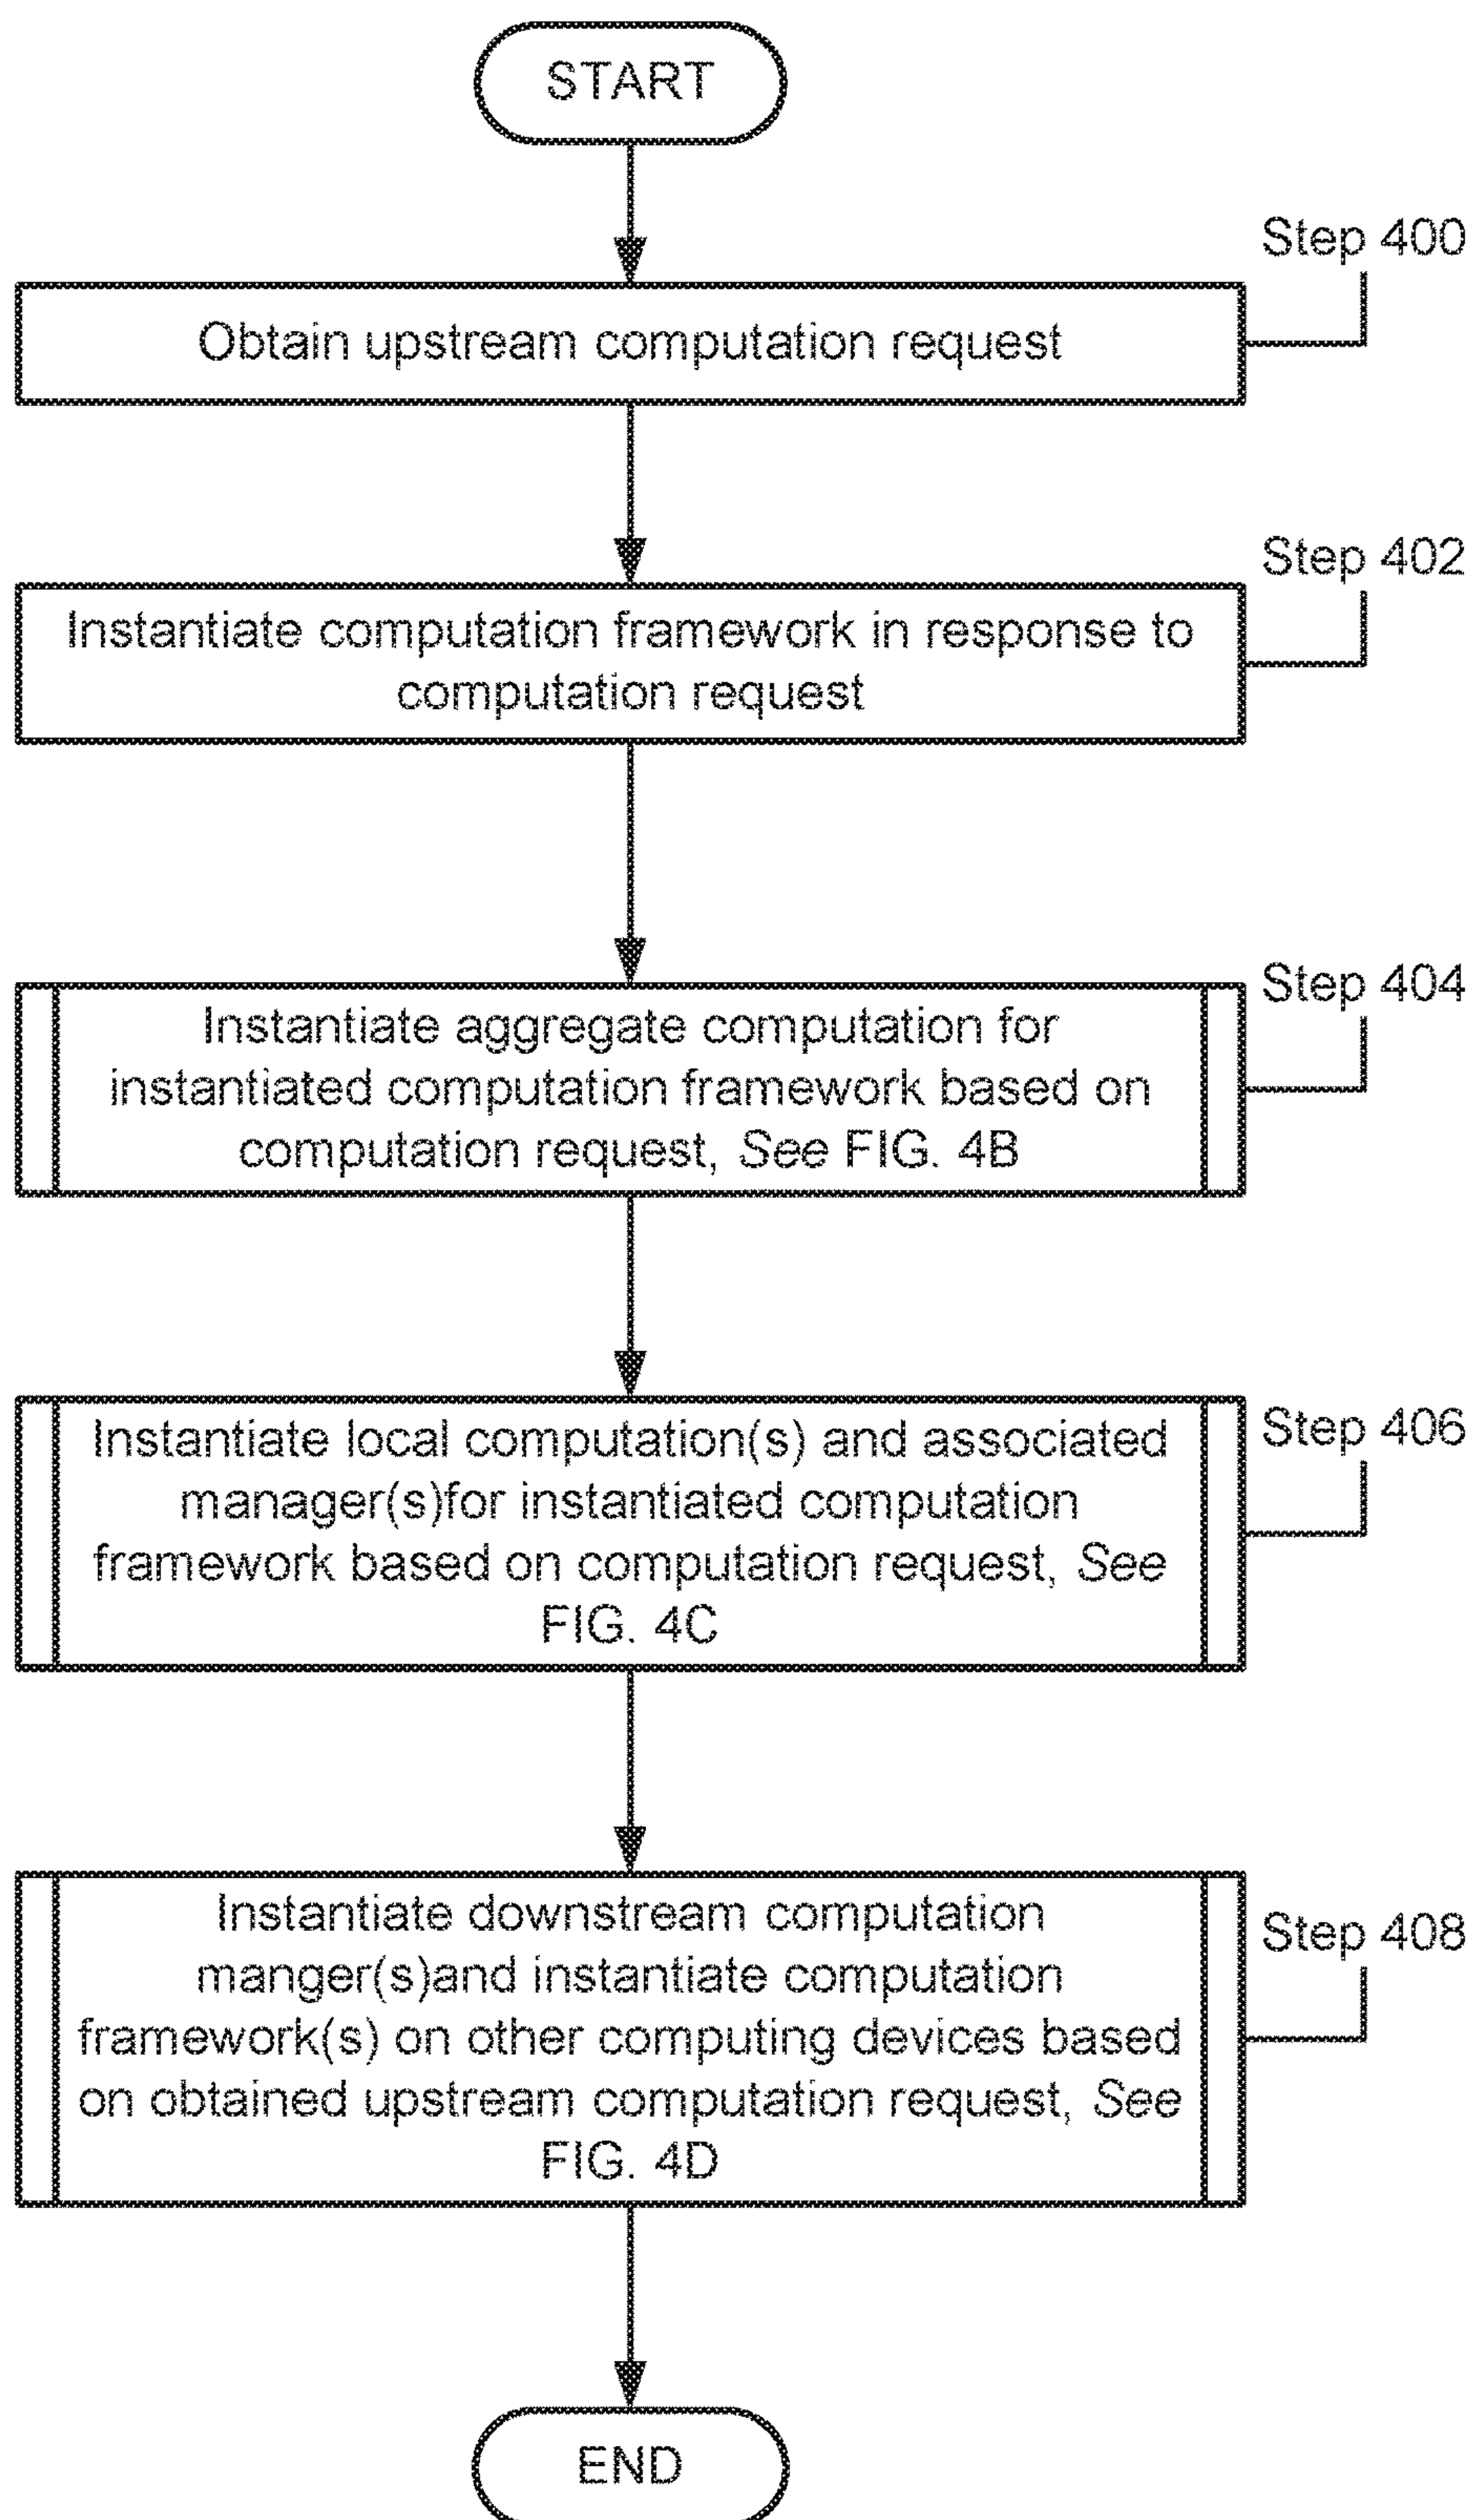 START
Step 400
Obtain upstream computation request
Step 402
Instantiate computation framework in response to
computation request
Step 404
Instantiate aggregate computation for
instantiated computation framework based on
computation request, See FIG. 4B
Step 406
Instantiate local computation(s) and associated
manager(s)for instantiated computation
framework based on computation request, See
FIG. 4C
Step 408
Instantiate downstream computation
manger(s)and instantiate computation
framework(s) on other computing devices based
on obtained upstream computation request, See
FIG. 4D
END